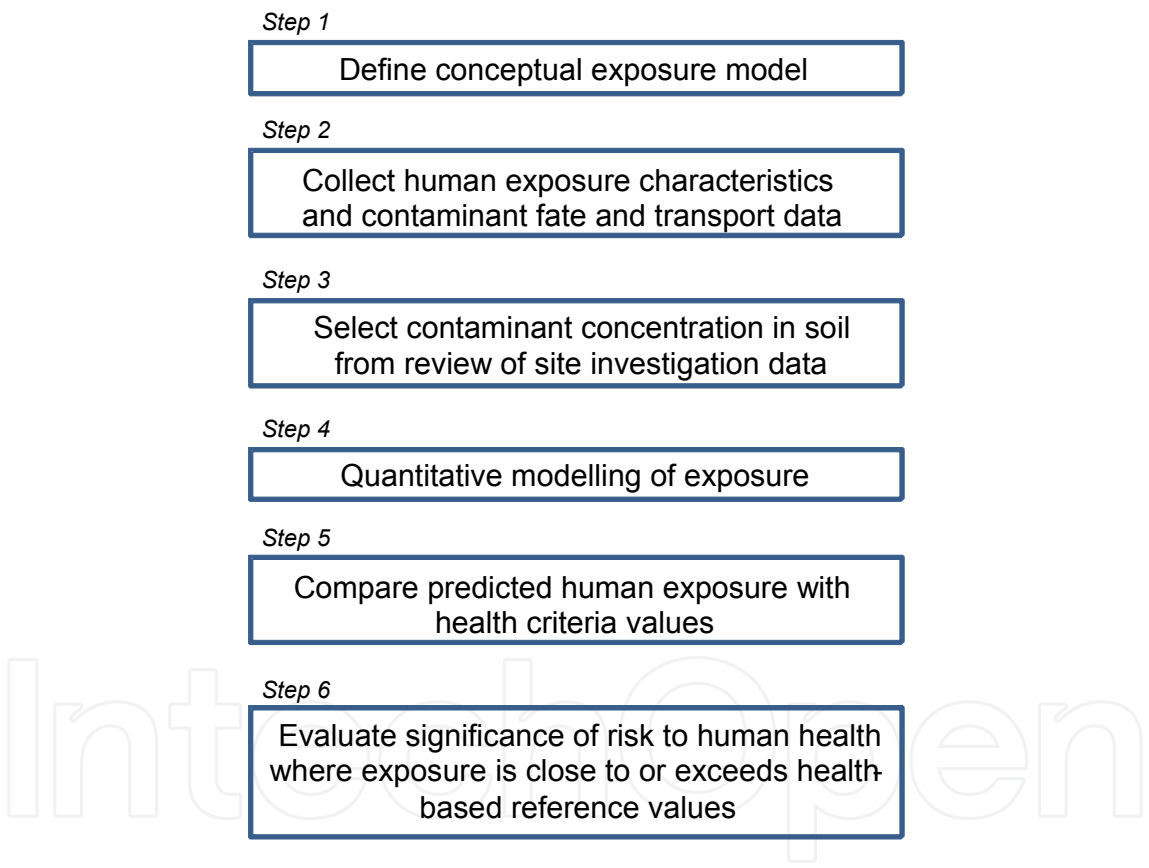 Step 1
Define conceptual exposure model
Step 2
Collect human exposure characteristics
and contaminant fate and transport data
Step 3
Select contaminant concentration in soil
from review of site investigation data
Step 4
Quantitative modelling of exposure
Step 5
Compare predicted human exposure with
health criteria values
Step 6
Evaluate significance of risk to human health
where exposure is close to or exceeds health-
based reference values
IntechOpen